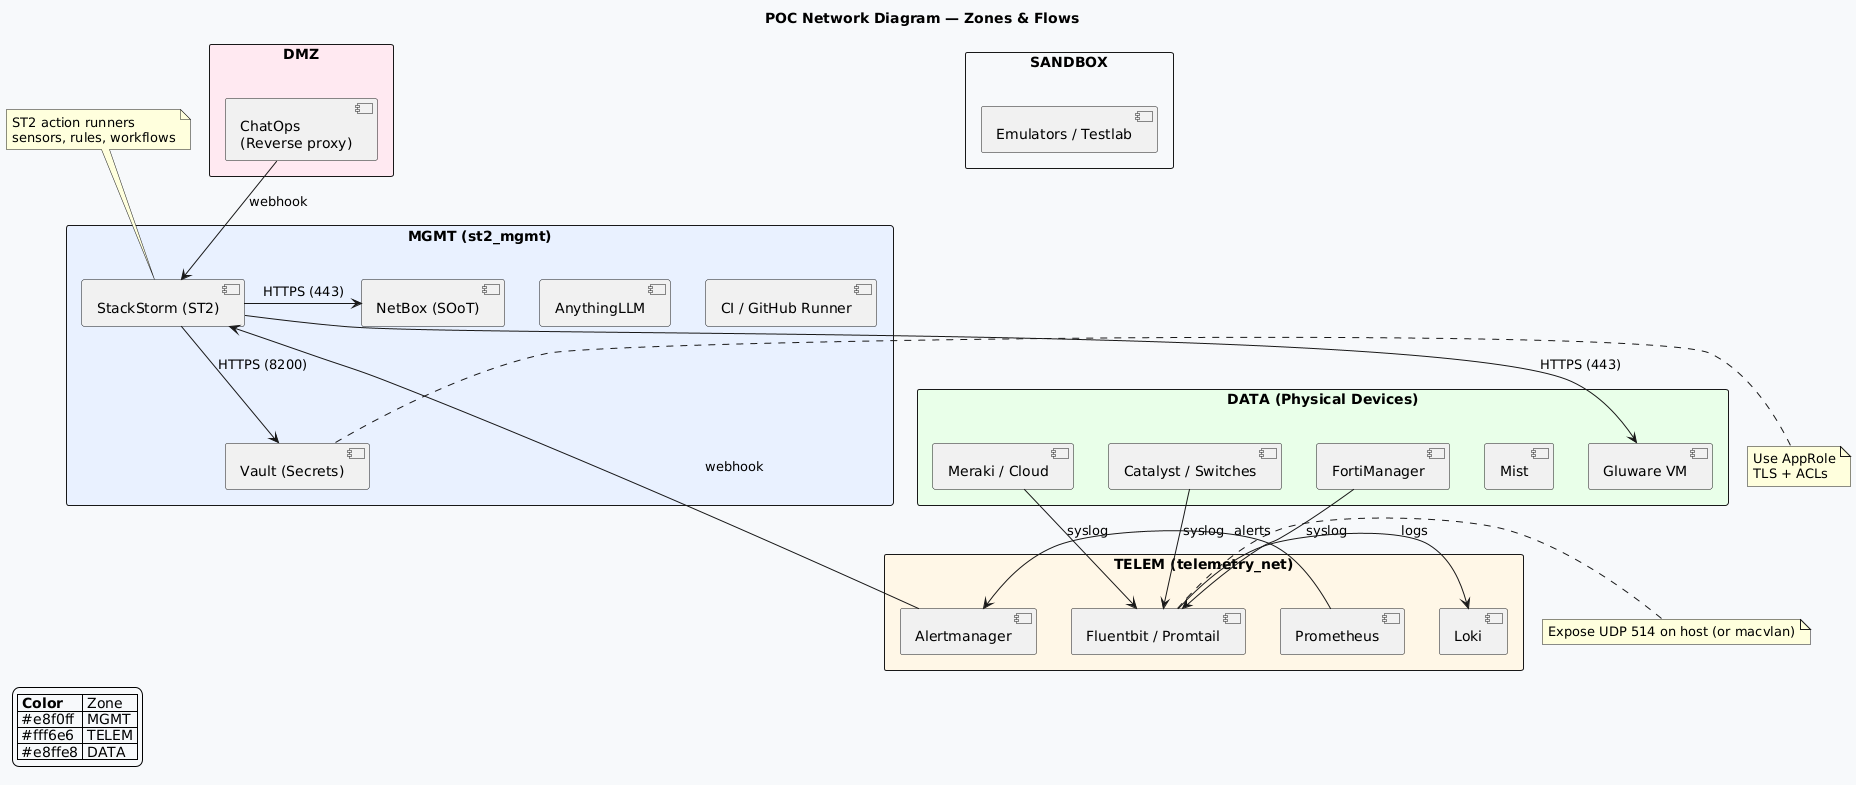 POC Network Diagram — Zones & Flows
DMZ
ChatOps
(Reverse proxy)
SANDBOX
Emulators / Testlab
ST2 action runners
sensors, rules, workflows
webhook
MGMT (st2_mgmt)
StackStorm (ST2)
HTTPS (443)
NetBox (SOoT)
AnythingLLM
CI / GitHub Runner
HTTPS (8200)
HTTPS (443)
Vault (Secrets)
webhook
DATA (Physical Devices)
Meraki / Cloud
Catalyst / Switches
FortiManager
Mist
Gluware VM
Use AppRole
TLS + ACLs
syslog
syslog
alerts
syslog
logs
TELEM (telemetry_net)
Alertmanager
Fluentbit / Promtail
Prometheus
Loki
Expose UDP 514 on host (or macvlan)
Color Zone
#e8f0ff MGMT
#fff6e6 TELEM
#e8ffe8 DATA